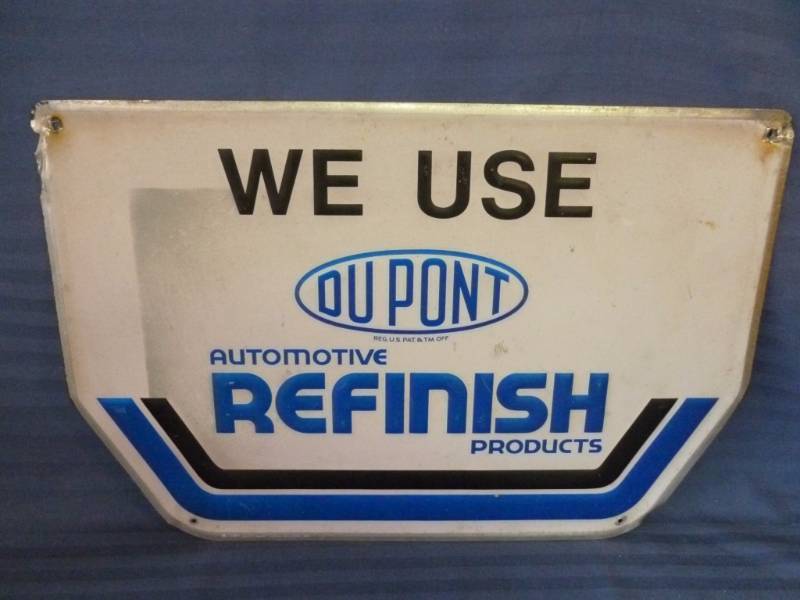 WE USE
DU PONT
REG. U.S. PAT. & TM. OFF.
AUTOMOTIVE
REFINISH
PRODUCTS